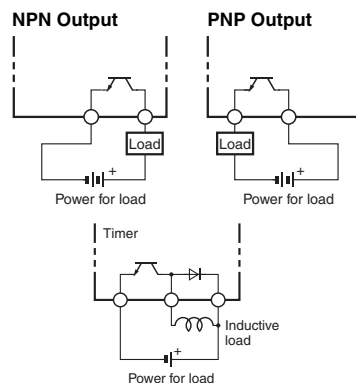 NPN Output
PNP Output
Load
Load
+
+
Power for load
Power for load
Timer
Inductive
load
+
Power for load